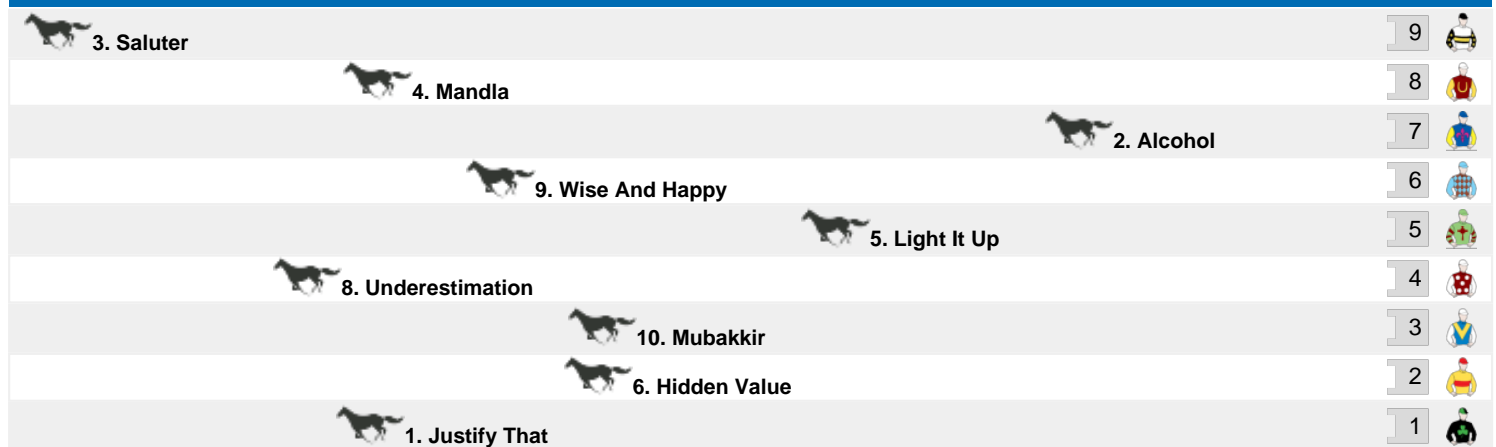 3. Saluter 9
4. Mandla 8
2. Alcohol 7
9. Wise And Happy 6
5. Light It Up 5
8. Underestimation 4
10. Mubakkir 3
6. Hidden Value 2
1. Justify That 1